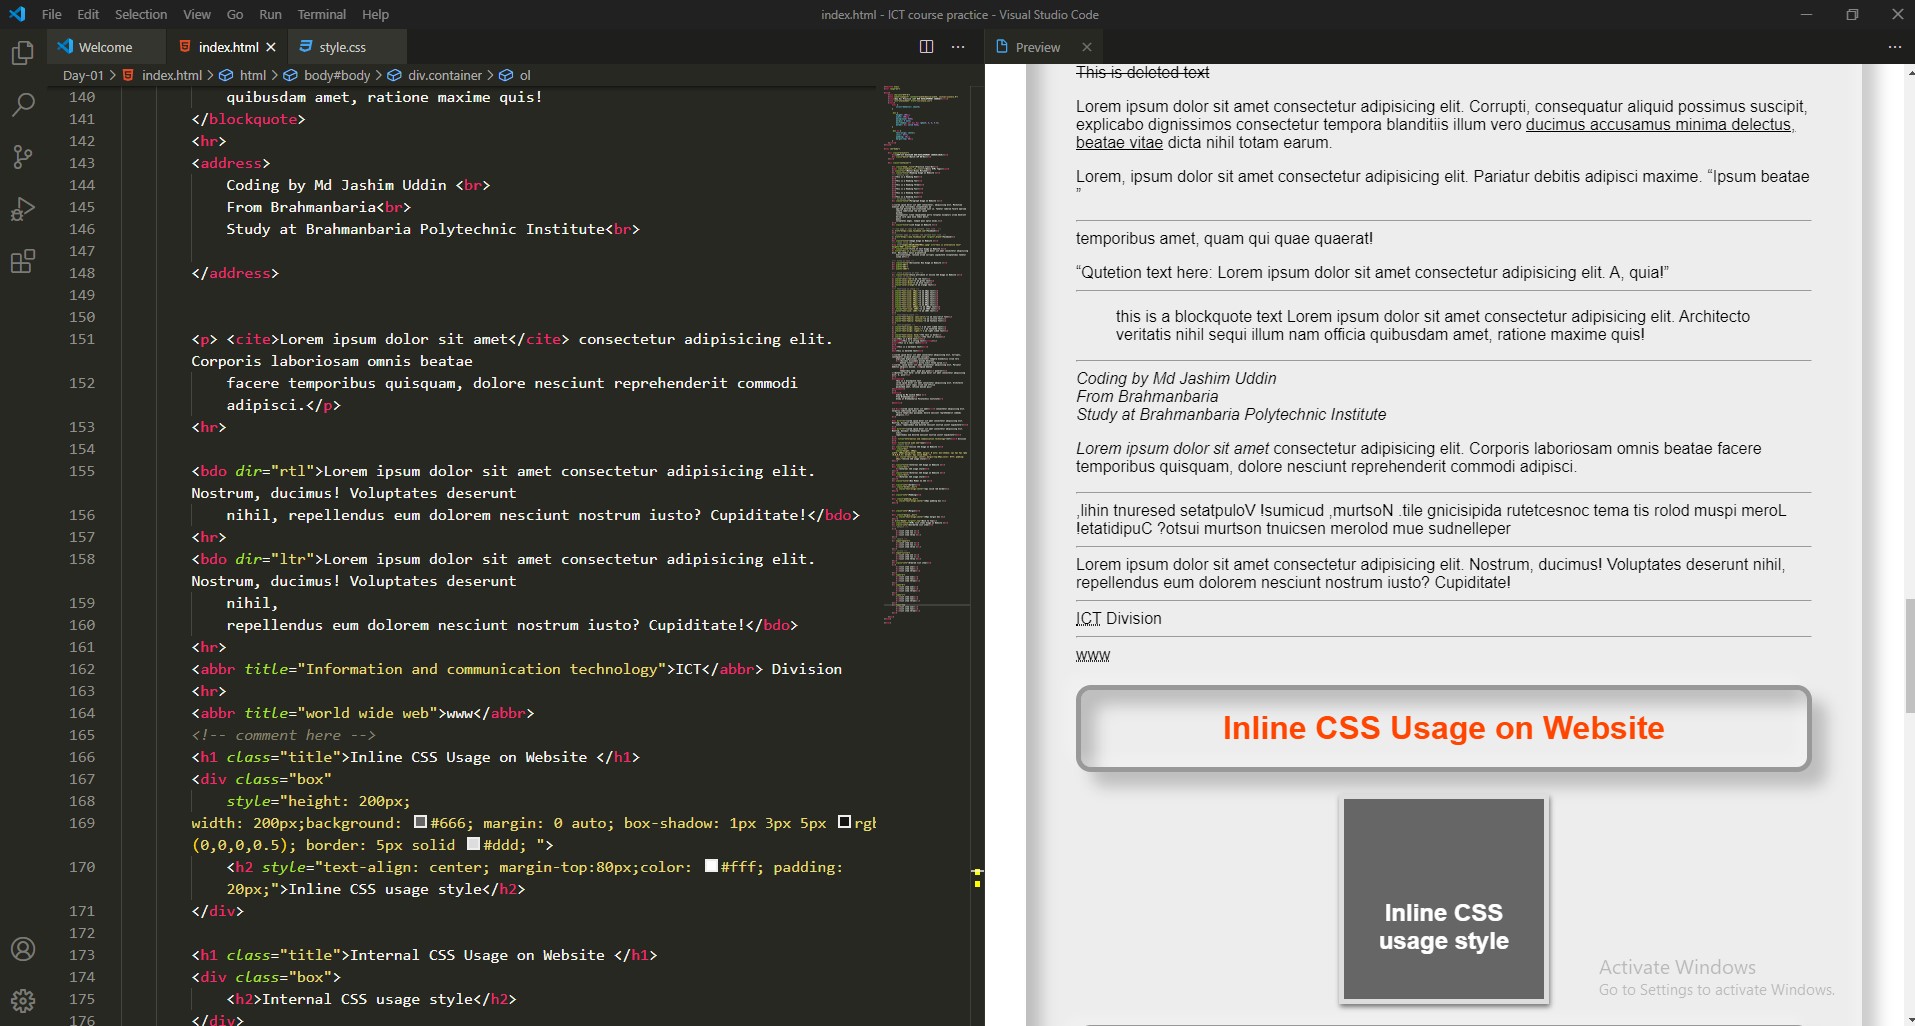 File Edit Selection View Go Run Terminal Help
index.html - ICT course practice - Visual Studio Code
Welcome
index.html
style.css
Preview
Day-01 > index.html > html > body#body > div.container > ol
140 quibusdam amet, ratione maxime quis!
141 </blockquote>
142 <hr>
143 <address>
144 Coding by Md Jashim Uddin <br>
145 From Brahmanbaria<br>
146 Study at Brahmanbaria Polytechnic Institute<br>
147
148 </address>
149
150
151 <p> <cite>Lorem ipsum dolor sit amet</cite> consectetur adipisicing elit.
Corporis laboriosam omnis beatae
152 facere temporibus quisquam, dolore nesciunt reprehenderit commodi
adipisci.</p>
153 <hr>
154
155 <bdo dir="rtl">Lorem ipsum dolor sit amet consectetur adipisicing elit.
Nostrum, ducimus! Voluptates deserunt
156 nihil, repellendus eum dolorem nesciunt nostrum iusto? Cupiditate!</bdo>
157 <hr>
158 <bdo dir="ltr">Lorem ipsum dolor sit amet consectetur adipisicing elit.
Nostrum, ducimus! Voluptates deserunt
159 nihil,
160 repellendus eum dolorem nesciunt nostrum iusto? Cupiditate!</bdo>
161 <hr>
162 <abbr title="Information and communication technology">ICT</abbr> Division
163 <hr>
164 <abbr title="world wide web">www</abbr>
165 <!-- comment here -->
166 <h1 class="title">Inline CSS Usage on Website </h1>
167 <div class="box"
168 style="height: 200px;
169 width: 200px;background: #666; margin: 0 auto; box-shadow: 1px 3px 5px rgb
(0,0,0,0.5); border: 5px solid #ddd; ">
170 <h2 style="text-align: center; margin-top:80px;color: #fff; padding:
20px;">Inline CSS usage style</h2>
171 </div>
172
173 <h1 class="title">Internal CSS Usage on Website </h1>
174 <div class="box">
175 <h2>Internal CSS usage style</h2>
176 </div>
This is deleted text
Lorem ipsum dolor sit amet consectetur adipisicing elit. Corrupti, consequatur aliquid possimus suscipit,
explicabo dignissimos consectetur tempora blanditiis illum vero ducimus accusamus minima delectus,
beatae vitae dicta nihil totam earum.
Lorem, ipsum dolor sit amet consectetur adipisicing elit. Pariatur debitis adipisci maxime. “Ipsum beatae
”
temporibus amet, quam qui quae quaerat!
“Qutetion text here: Lorem ipsum dolor sit amet consectetur adipisicing elit. A, quia!”
this is a blockquote text Lorem ipsum dolor sit amet consectetur adipisicing elit. Architecto
veritatis nihil sequi illum nam officia quibusdam amet, ratione maxime quis!
Coding by Md Jashim Uddin
From Brahmanbaria
Study at Brahmanbaria Polytechnic Institute
Lorem ipsum dolor sit amet consectetur adipisicing elit. Corporis laboriosam omnis beatae facere
temporibus quisquam, dolore nesciunt reprehenderit commodi adipisci.
,lihin tnuresed setatpuloV !sumicud ,murtsoN .tile gnicisipida rutetcesnoc tema tis rolod muspi meroL
!etatidipuC ?otsui murtson tnuicsen merolod mue sudnelleper
Lorem ipsum dolor sit amet consectetur adipisicing elit. Nostrum, ducimus! Voluptates deserunt nihil,
repellendus eum dolorem nesciunt nostrum iusto? Cupiditate!
ICT Division
www
Inline CSS Usage on Website
Inline CSS
usage style
Activate Windows
Go to Settings to activate Windows.